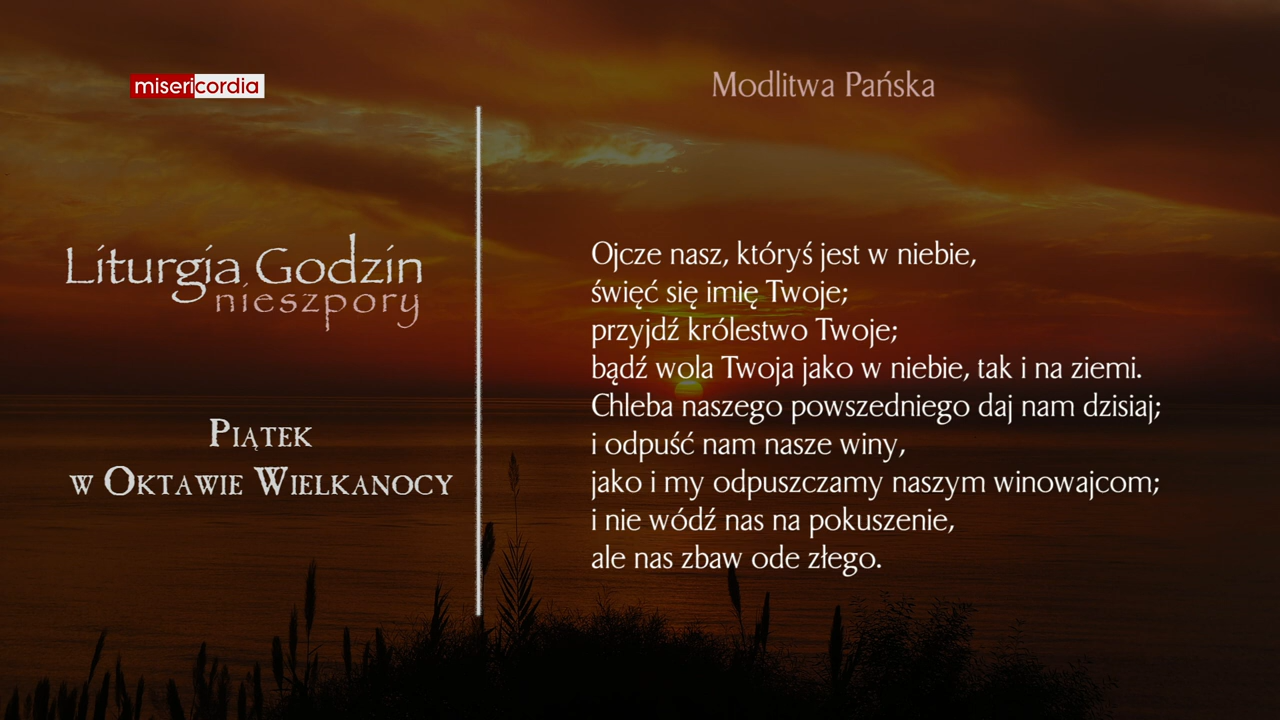 misericordia
Liturgia Godzin
nieszpory
Piątek
w Oktawie Wielkanocy
Modlitwa Pańska
Ojcze nasz, któryś jest w niebie,
święć się imię Twoje;
przyjdź królestwo Twoje;
bądź wola Twoja jako w niebie, tak i na ziemi.
Chleba naszego powszedniego daj nam dzisiaj;
i odpuść nam nasze winy,
jako i my odpuszczamy naszym winowajcom;
i nie wódź nas na pokuszenie,
ale nas zbaw ode złego.